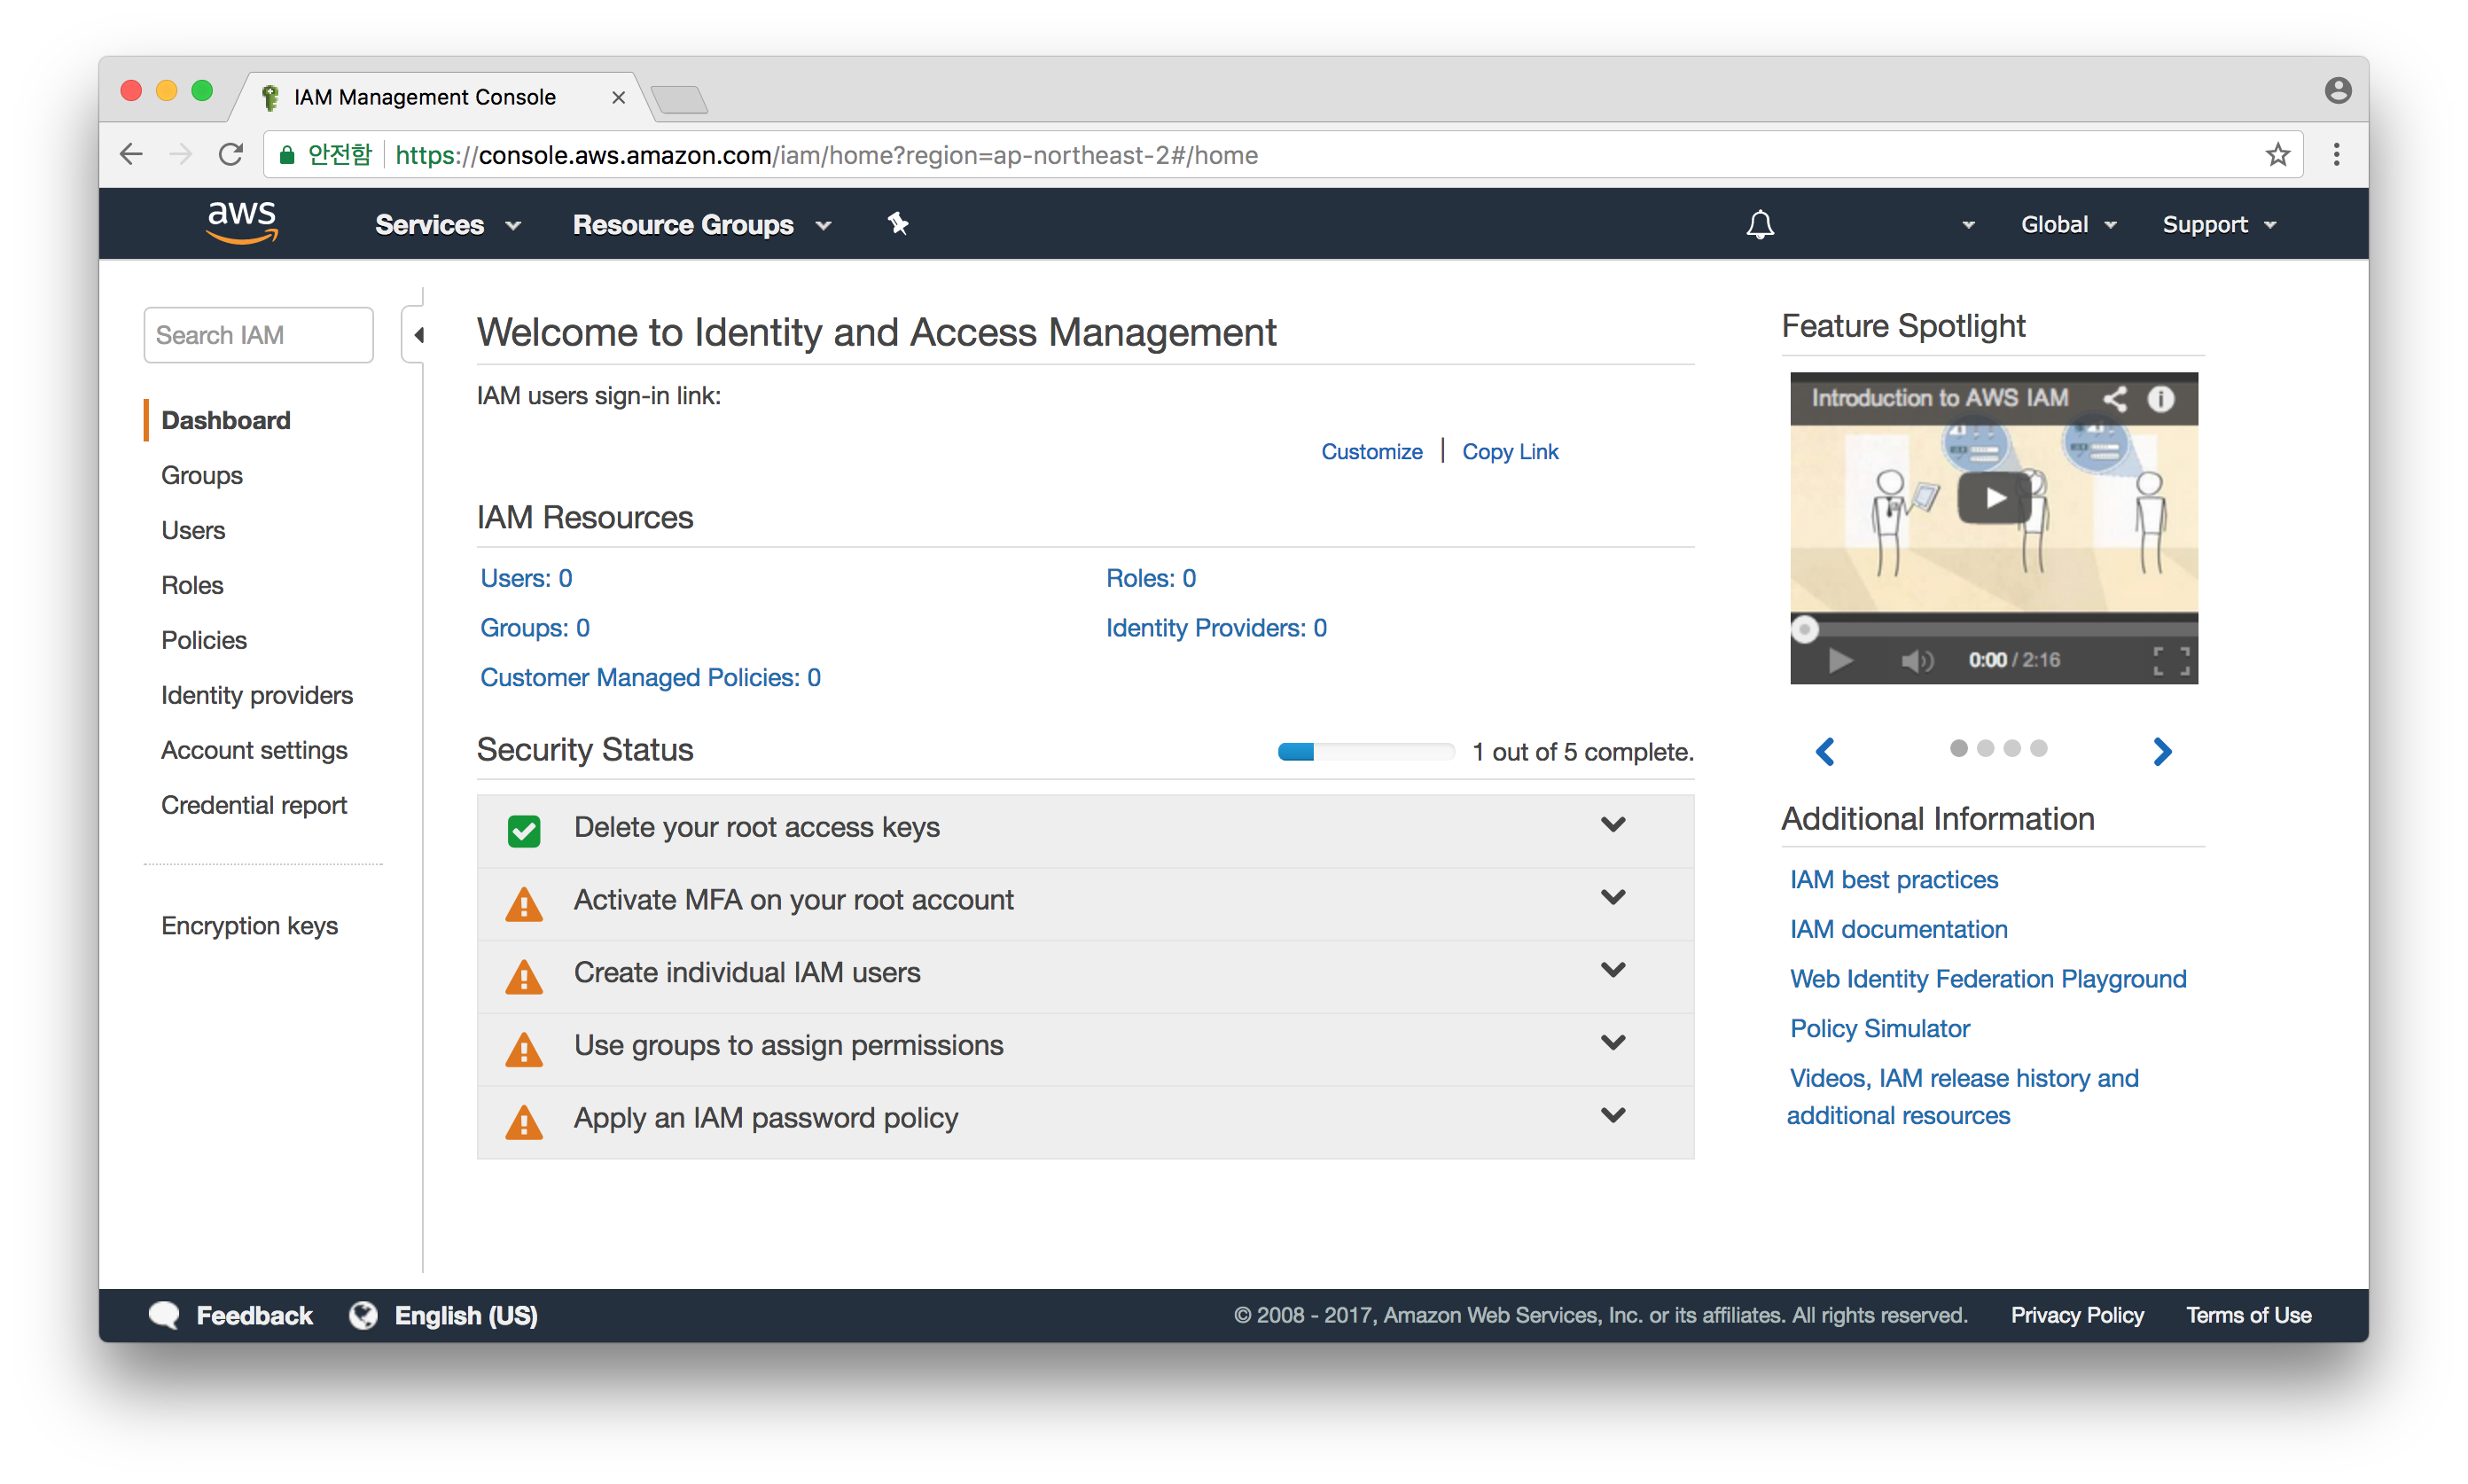 IAM Management Console
안전함 https://console.aws.amazon.com/iam/home?region=ap-northeast-2#/home
aws Services Resource Groups Global Support
Search IAM
Dashboard
Groups
Users
Roles
Policies
Identity providers
Account settings
Credential report
Encryption keys
Welcome to Identity and Access Management
IAM users sign-in link:
Customize | Copy Link
IAM Resources
Users: 0 Roles: 0
Groups: 0 Identity Providers: 0
Customer Managed Policies: 0
Security Status 1 out of 5 complete.
Delete your root access keys
Activate MFA on your root account
Create individual IAM users
Use groups to assign permissions
Apply an IAM password policy
Feature Spotlight
Introduction to AWS IAM
0:00 / 2:16
Additional Information
IAM best practices
IAM documentation
Web Identity Federation Playground
Policy Simulator
Videos, IAM release history and
additional resources
Feedback English (US) © 2008 - 2017, Amazon Web Services, Inc. or its affiliates. All rights reserved. Privacy Policy Terms of Use